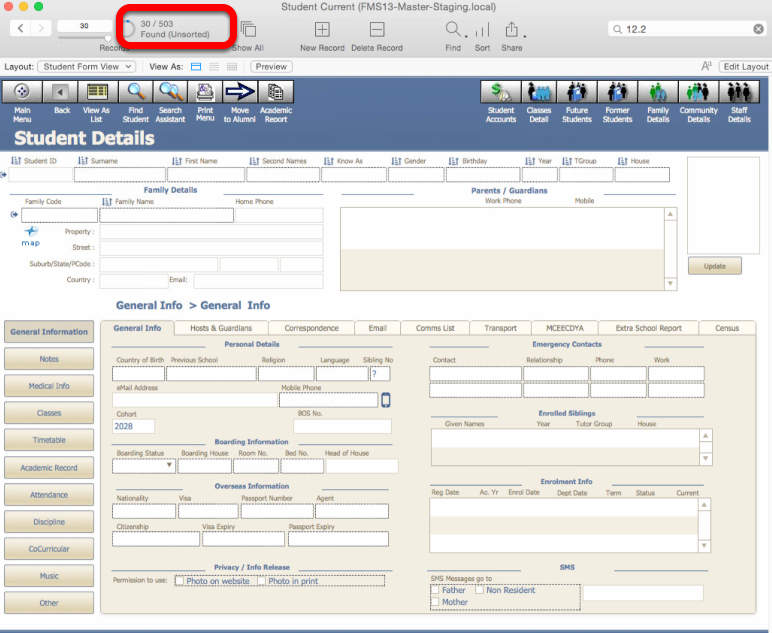 Student Current (FMS13-Master-Staging.local)
30
30 / 503
Found (Unsorted)
12.2
Records
Show All
New Record
Delete Record
Find
Sort
Share
Layout:
Student Form View
View As:
Preview
Aª
Edit Layout
Main Menu
Back
View As List
Find Student
Search Assistant
Print Menu
Move to Alumni
Academic Report
Student Accounts
Classes Detail
Future Students
Former Students
Family Details
Community Details
Staff Details
Student Details
Student ID
Surname
First Name
Second Names
Know As
Gender
Birthday
Year
TGroup
House
Family Details
Family Code
Family Name
Home Phone
map
Property :
Street :
Suburb/State/PCode :
Country :
Email:
Parents / Guardians
Work Phone
Mobile
Update
General Info > General Info
General Information
Notes
Medical Info
Classes
Timetable
Academic Record
Attendance
Discipline
CoCurricular
Music
Other
General Info
Hosts & Guardians
Correspondence
Email
Comms List
Transport
MCEECDYA
Extra School Report
Census
Personal Details
Country of Birth
Previous School
Religion
Language
Sibling No
?
eMail Address
Mobile Phone
Cohort
BOS No.
2028
Boarding Information
Boarding Status
Boarding House
Room No.
Bed No.
Head of House
Overseas Information
Nationality
Visa
Passport Number
Agent
Citizenship
Visa Expiry
Passport Expiry
Privacy / Info Release
Permission to use:
Photo on website
Photo in print
Emergency Contacts
Contact
Relationship
Phone
Work
Enrolled Siblings
Given Names
Year
Tutor Group
House
Enrolment Info
Reg Date
Ac. Yr
Enrol Date
Dept Date
Term
Status
Current
SMS
SMS Messages go to
Father
Non Resident
Mother